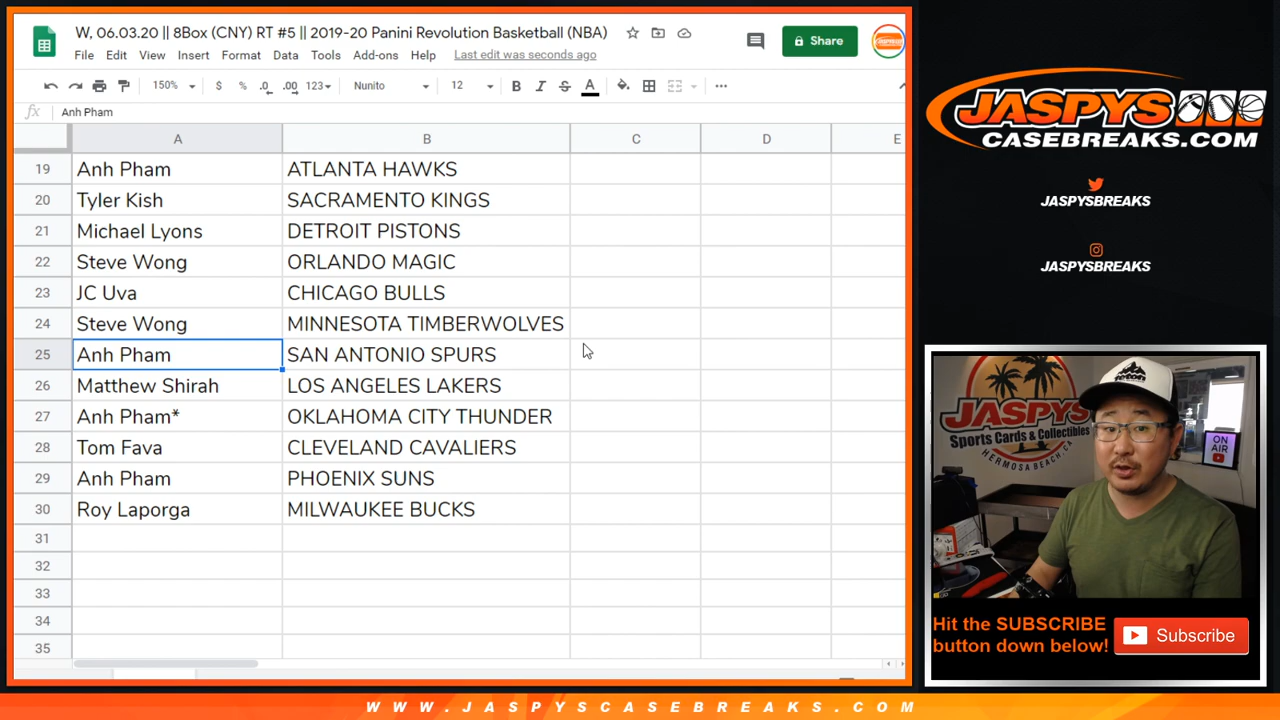 W, 06.03.20 || 8Box (CNY) RT #5 || 2019-20 Panini Revolution Basketball (NBA)
File Edit View Insert Format Data Tools Add-ons Help Last edit was seconds ago
Share
150% $ % .0 .00 123 Nunito 12 B I S A
fx Anh Pham
A B C D E
19 Anh Pham ATLANTA HAWKS
20 Tyler Kish SACRAMENTO KINGS
21 Michael Lyons DETROIT PISTONS
22 Steve Wong ORLANDO MAGIC
23 JC Uva CHICAGO BULLS
24 Steve Wong MINNESOTA TIMBERWOLVES
25 Anh Pham SAN ANTONIO SPURS
26 Matthew Shirah LOS ANGELES LAKERS
27 Anh Pham* OKLAHOMA CITY THUNDER
28 Tom Fava CLEVELAND CAVALIERS
29 Anh Pham PHOENIX SUNS
30 Roy Laporga MILWAUKEE BUCKS
31
32
33
34
35
JASPYS
CASEBREAKS.COM
JASPYSBREAKS
JASPYSBREAKS
JASPYS
Sports Cards & Collectibles
HERMOSA BEACH, CA
ON
AIR
Hit the SUBSCRIBE
button down below!
Subscribe
WWW.JASPYSCASEBREAKS.COM